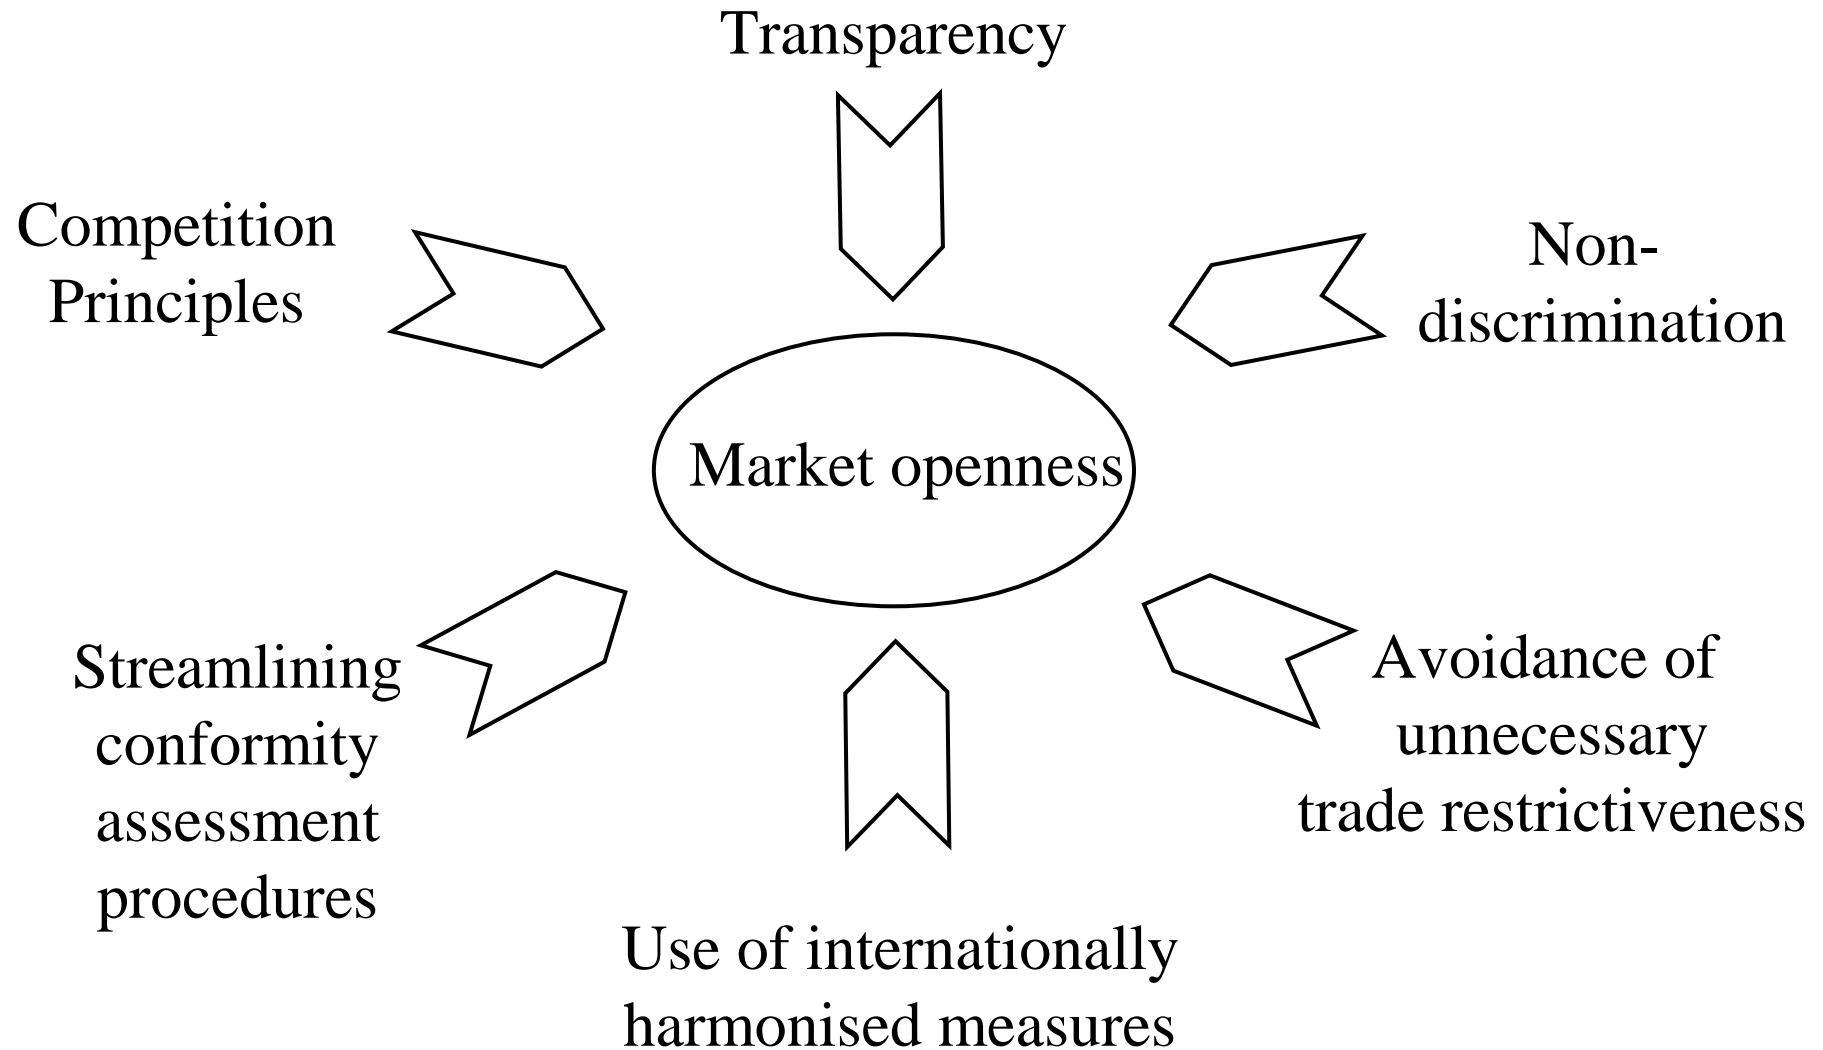 Transparency
Competition
Principles
Non-
discrimination
Market openness
Streamlining
conformity
assessment
procedures
Avoidance of
unnecessary
trade restrictiveness
Use of internationally
harmonised measures